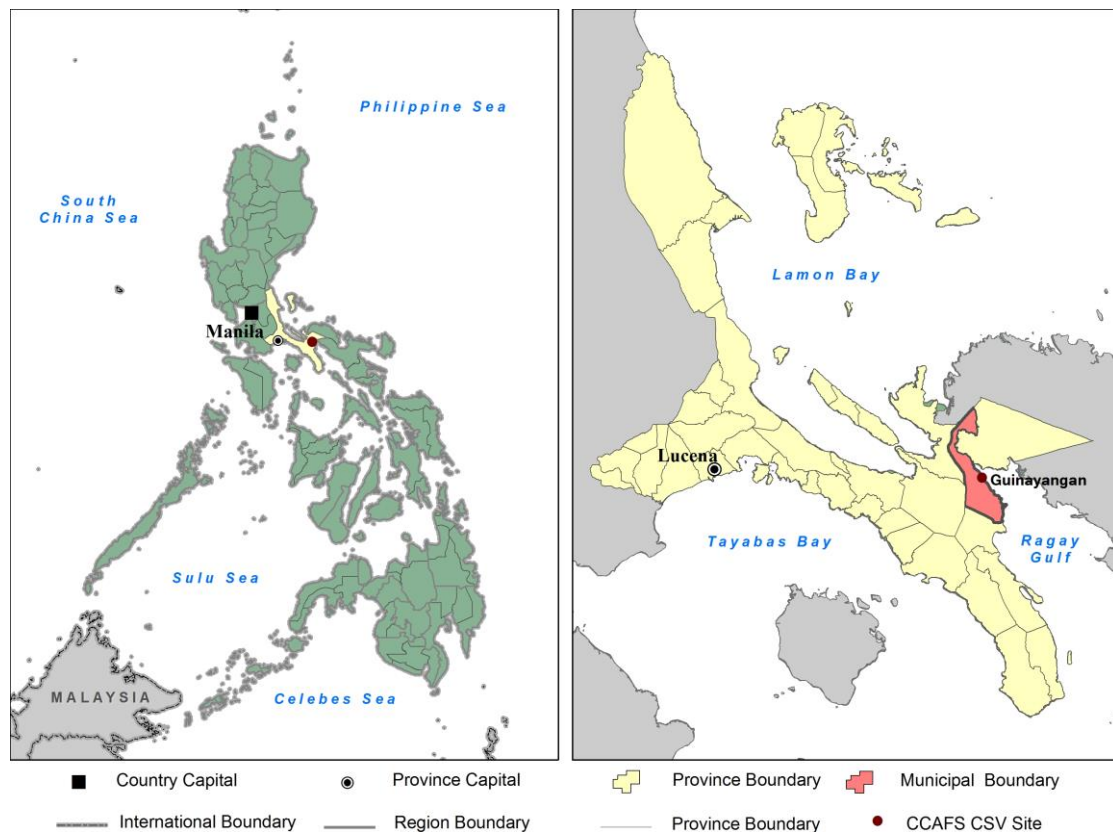 Philippine Sea
South
China Sea
Manila
Sulu Sea
MALAYSIA
Celebes Sea
Lamon Bay
Lucena
Guinayangan
Tayabas Bay
Ragay
Gulf
Country Capital
Province Capital
Province Boundary
Municipal Boundary
International Boundary
Region Boundary
Province Boundary
CCAFS CSV Site